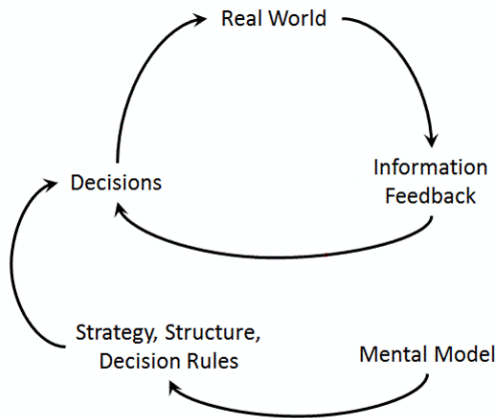 Real World
Information
Feedback
Decisions
Strategy, Structure,
Decision Rules
Mental Model